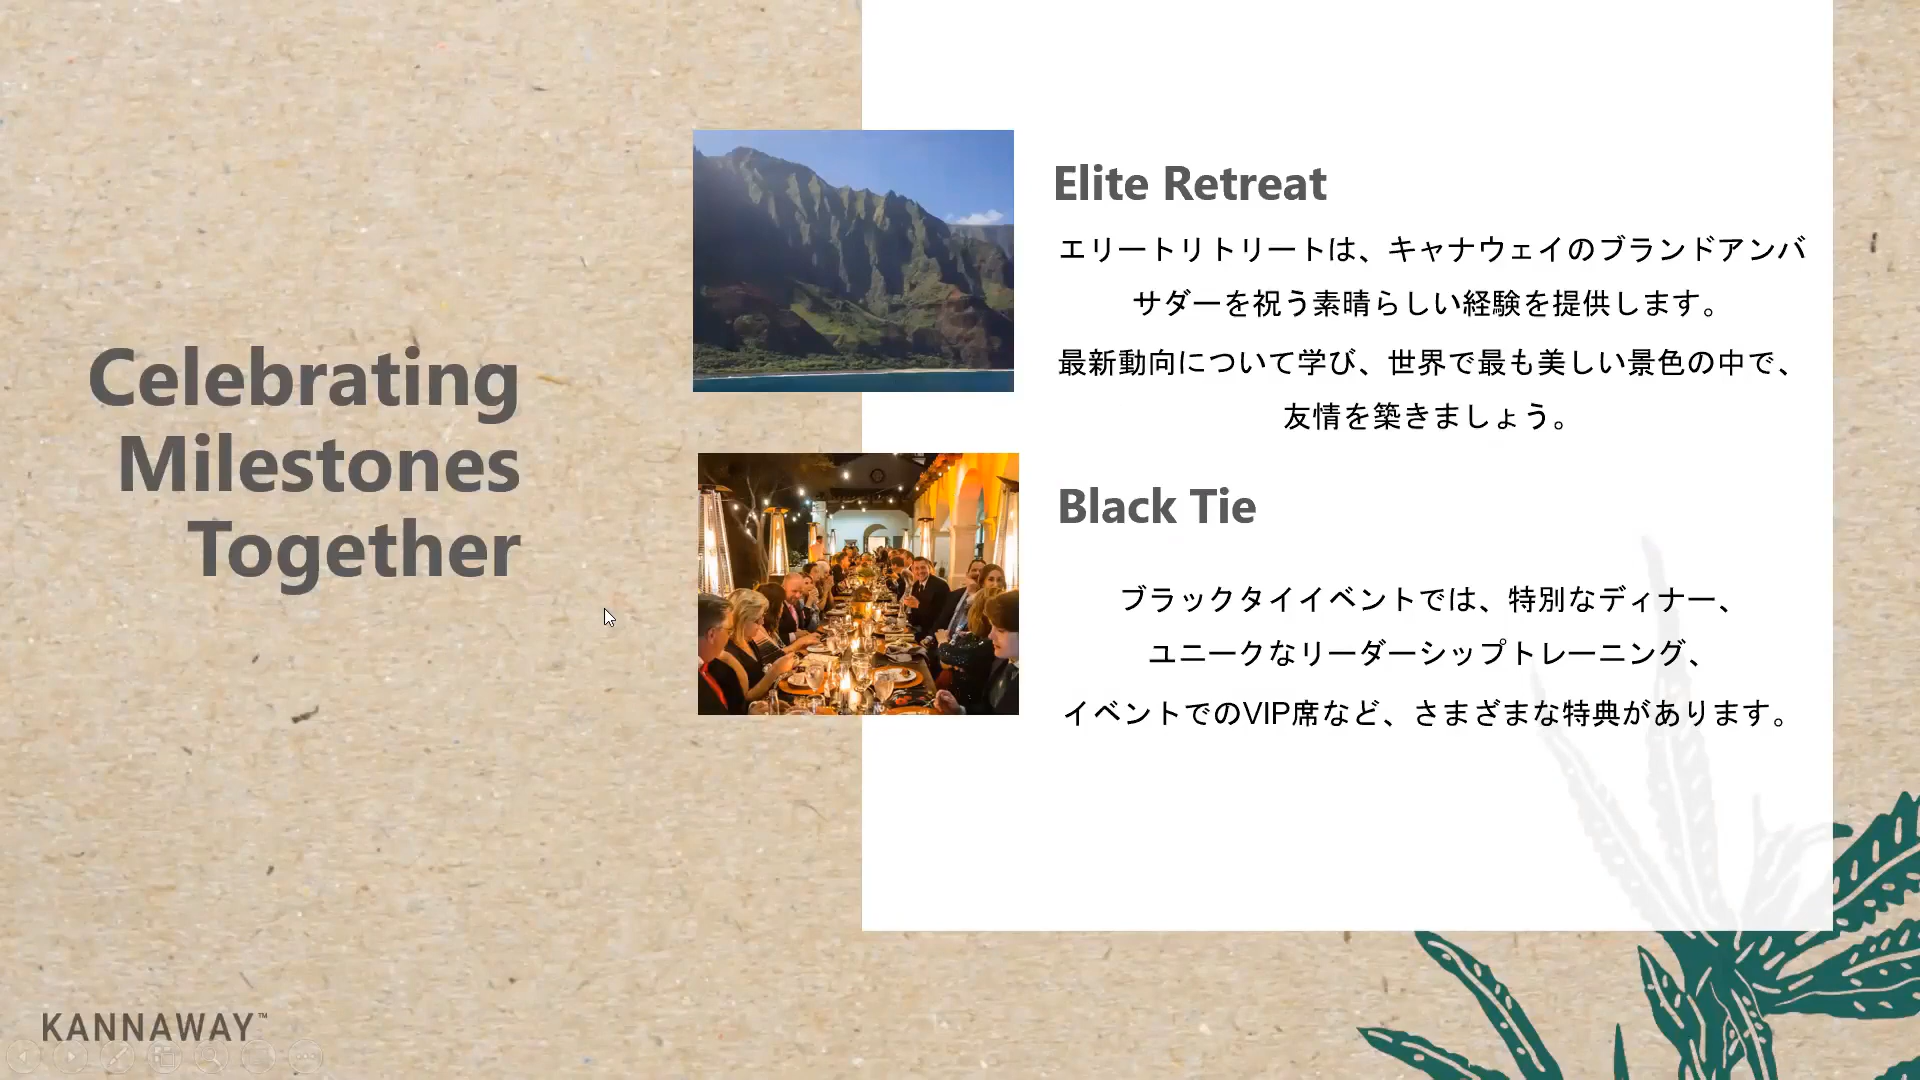 Celebrating
Milestones
Together
Elite Retreat
エリートリトリートは、キャナウェイのブランドアンバ
サダーを祝う素晴らしい経験を提供します。
最新動向について学び、世界で最も美しい景色の中で、
友情を築きましょう。
Black Tie
ブラックタイイベントでは、特別なディナー、
ユニークなリーダーシップトレーニング、
イベントでのVIP席など、さまざまな特典があります。
KANNAWAY™